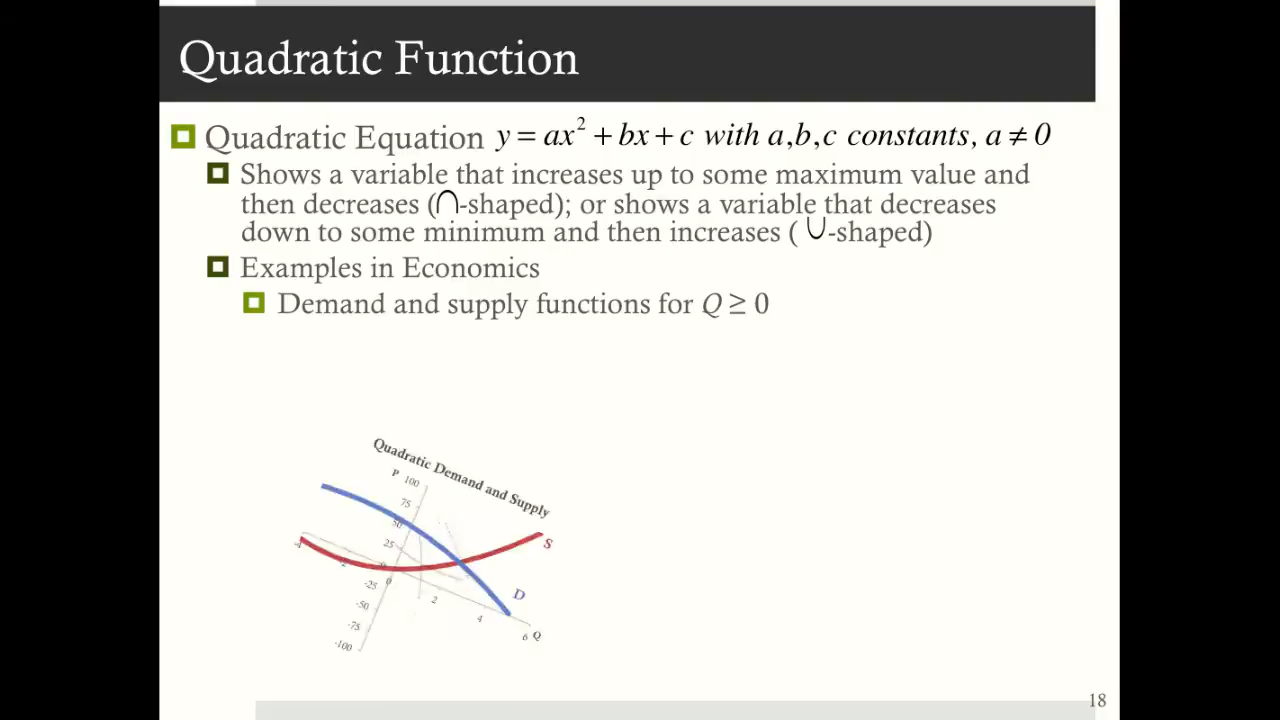 Quadratic Function
Quadratic Equation y = ax² + bx + c with a,b,c constants, a ≠ 0
Shows a variable that increases up to some maximum value and
then decreases (∩-shaped); or shows a variable that decreases
down to some minimum and then increases ( ∪-shaped)
Examples in Economics
Demand and supply functions for Q ≥ 0
Quadratic Demand and Supply
P 100
75
50
25
-4
-2
-0
0
-25
-50
-75
-100
2
4
6 Q
S
D
18